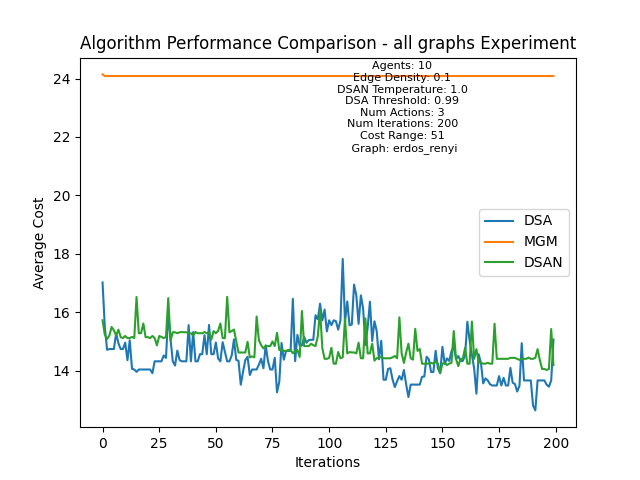 Algorithm Performance Comparison - all graphs Experiment
Agents: 10
Edge Density: 0.1
DSAN Temperature: 1.0
DSA Threshold: 0.99
Num Actions: 3
Num Iterations: 200
Cost Range: 51
Graph: erdos_renyi
24
22
20
18
16
14
Average Cost
DSA
MGM
DSAN
0
25
50
75
100
125
150
175
200
Iterations